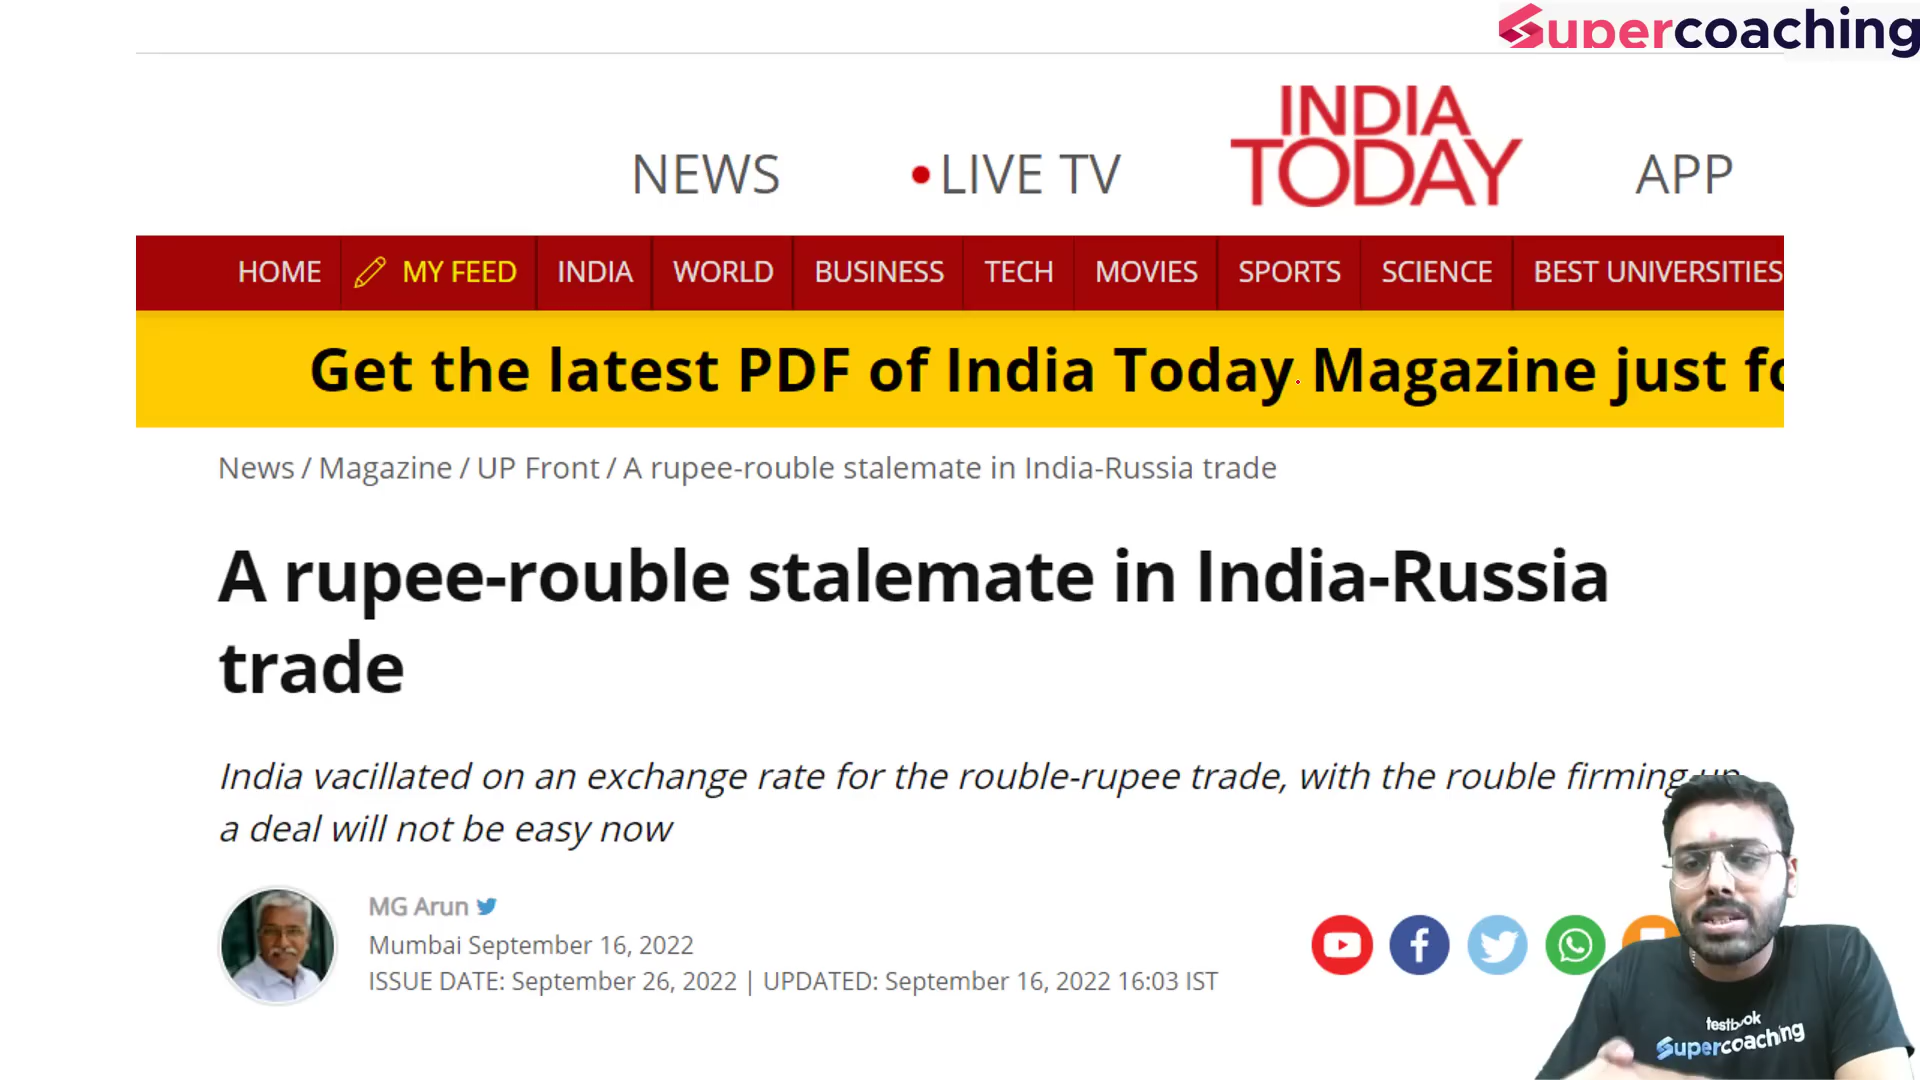 Supercoaching
INDIA
TODAY
NEWS
LIVE TV
APP
HOME
MY FEED
INDIA
WORLD
BUSINESS
TECH
MOVIES
SPORTS
SCIENCE
BEST UNIVERSITIES
Get the latest PDF of India Today Magazine just
News / Magazine / UP Front / A rupee-rouble stalemate in India-Russia trade
A rupee-rouble stalemate in India-Russia
trade
India vacillated on an exchange rate for the rouble-rupee trade, with the rouble firming up
a deal will not be easy now
MG Arun
Mumbai September 16, 2022
ISSUE DATE: September 26, 2022 | UPDATED: September 16, 2022 16:03 IST
testbook
Supercoaching